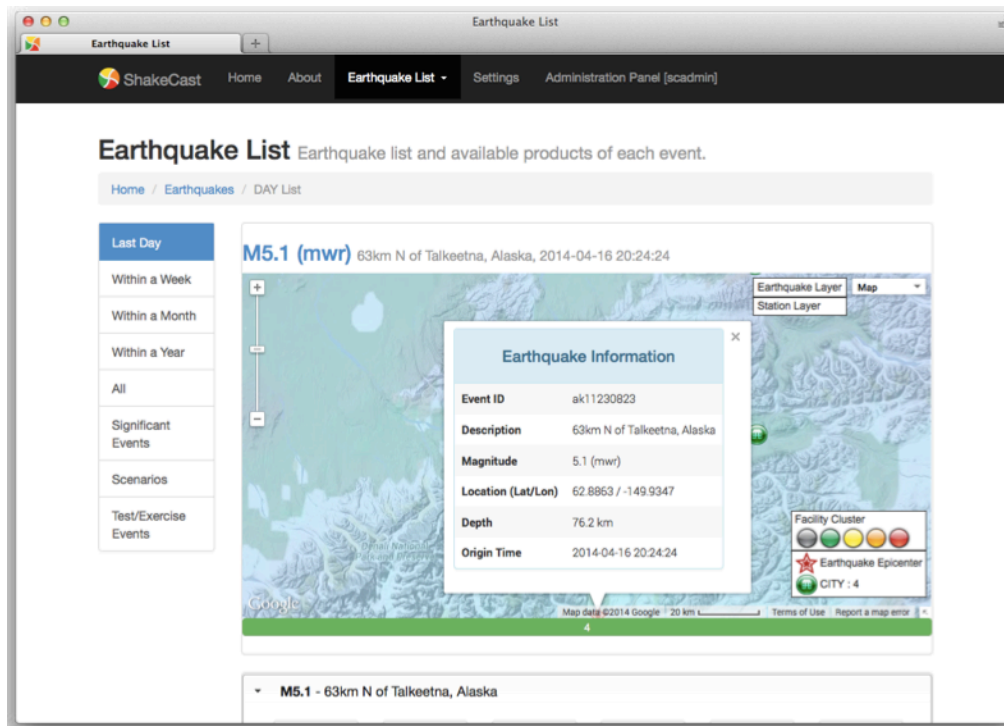 Earthquake List
Earthquake List
+
ShakeCast Home About Earthquake List Settings Administration Panel [scadmin]
Earthquake List Earthquake list and available products of each event.
Home / Earthquakes / DAY List
Last Day
Within a Week
Within a Month
Within a Year
All
Significant
Events
Scenarios
Test/Exercise
Events
M5.1 (mwr) 63km N of Talkeetna, Alaska, 2014-04-16 20:24:24
Earthquake Layer Map
Station Layer
Earthquake Information
Event ID ak11230823
Description 63km N of Talkeetna, Alaska
Magnitude 5.1 (mwr)
Location (Lat/Lon) 62.8863 / -149.9347
Depth 76.2 km
Origin Time 2014-04-16 20:24:24
Denali National
Facility Cluster
Earthquake Epicenter
CITY : 4
Google
Map data ©2014 Google 20 km Terms of Use Report a map error
4
M5.1 - 63km N of Talkeetna, Alaska